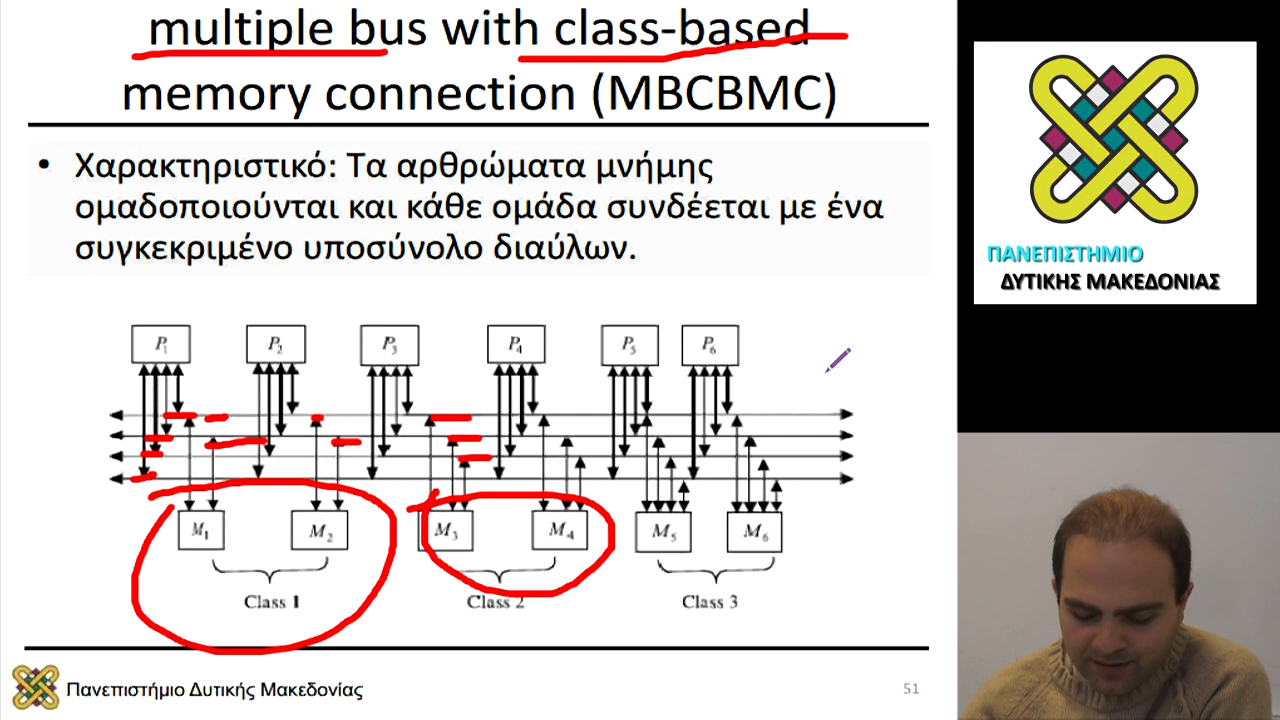 multiple bus with class-based
memory connection (MBCBMC)
• Χαρακτηριστικό: Τα αρθρώματα μνήμης
ομαδοποιούνται και κάθε ομάδα συνδέεται με ένα
συγκεκριμένο υποσύνολο διαύλων.
P1 P2 P3 P4 P5 P6
M1 M2 M3 M4 M5 M6
Class 1 Class 2 Class 3
Πανεπιστήμιο Δυτικής Μακεδονίας
51
ΠΑΝΕΠΙΣΤΗΜΙΟ
ΔΥΤΙΚΗΣ ΜΑΚΕΔΟΝΙΑΣ